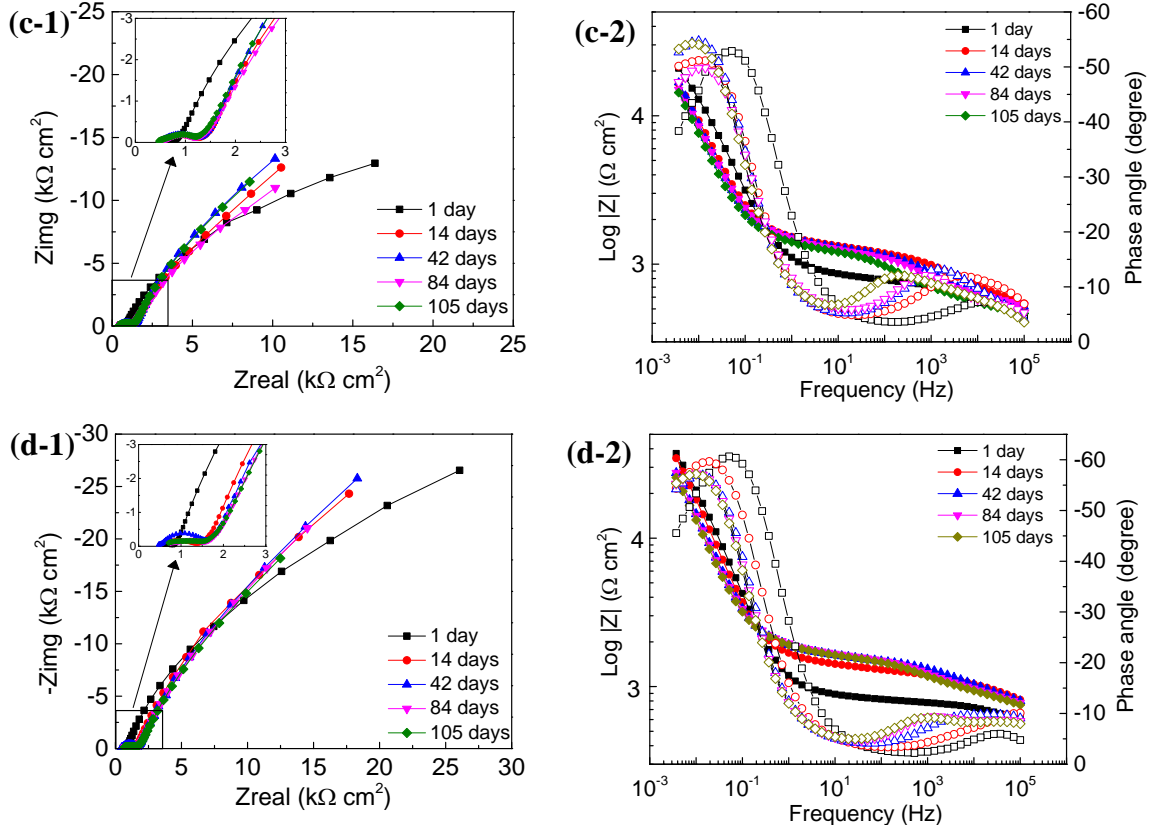 (c-1)
-25
-20
-15
-10
-5
0
Zimg (kΩ cm²)
-3
-2
-1
0
0 1 2 3
1 day
14 days
42 days
84 days
105 days
0 5 10 15 20 25
Zreal (kΩ cm²)
(c-2)
4
3
Log |Z| (Ω cm²)
1 day
14 days
42 days
84 days
105 days
-60
-50
-40
-30
-20
-10
0
Phase angle (degree)
10⁻³ 10⁻¹ 10¹ 10³ 10⁵
Frequency (Hz)
(d-1)
-30
-25
-20
-15
-10
-5
0
-Zimg (kΩ cm²)
-3
-2
-1
0
0 1 2 3
1 day
14 days
42 days
84 days
105 days
0 5 10 15 20 25 30
Zreal (kΩ cm²)
(d-2)
4
3
Log |Z| (Ω cm²)
1 day
14 days
42 days
84 days
105 days
-60
-50
-40
-30
-20
-10
0
Phase angle (degree)
10⁻³ 10⁻¹ 10¹ 10³ 10⁵
Frequency (Hz)